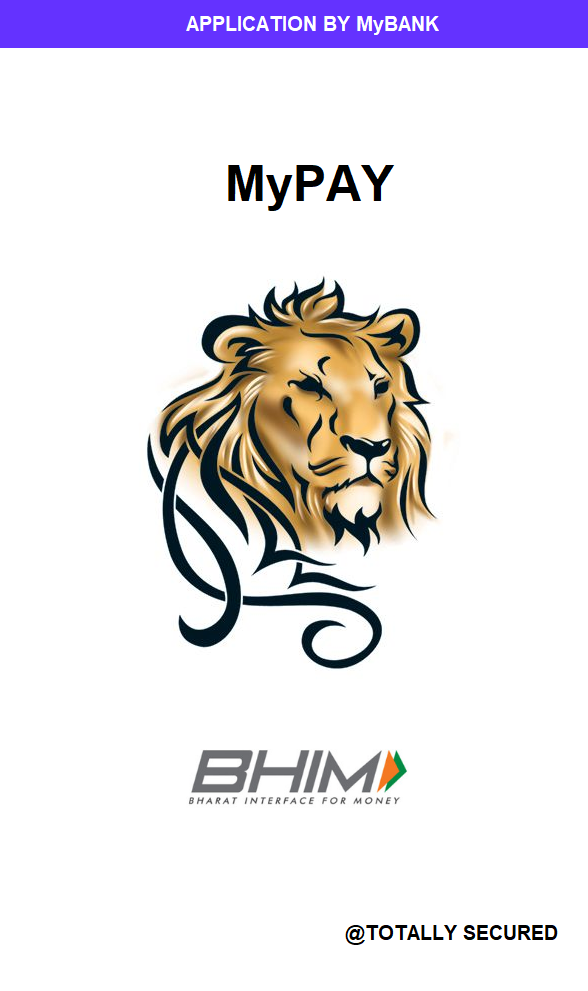 APPLICATION BY MyBANK
MyPAY
BHIM
BHARAT INTERFACE FOR MONEY
@TOTALLY SECURED